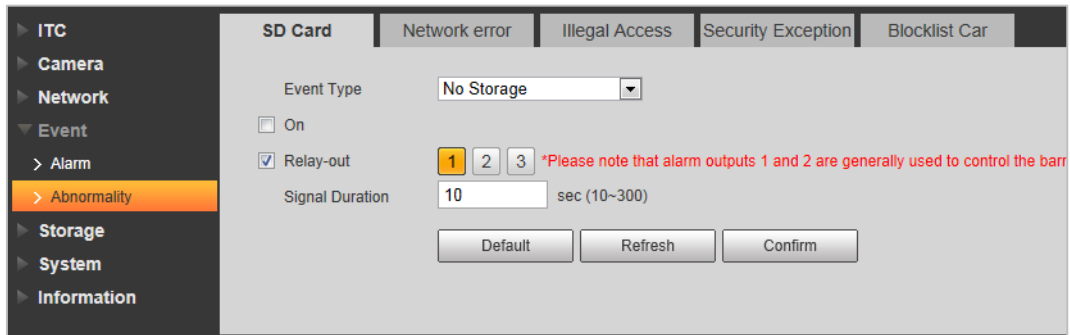 ITC
Camera
Network
Event
> Alarm
> Abnormality
Storage
System
Information
SD Card Network error Illegal Access Security Exception Blocklist Car
Event Type No Storage
On
Relay-out 1 2 3 *Please note that alarm outputs 1 and 2 are generally used to control the barr
Signal Duration 10 sec (10~300)
Default Refresh Confirm